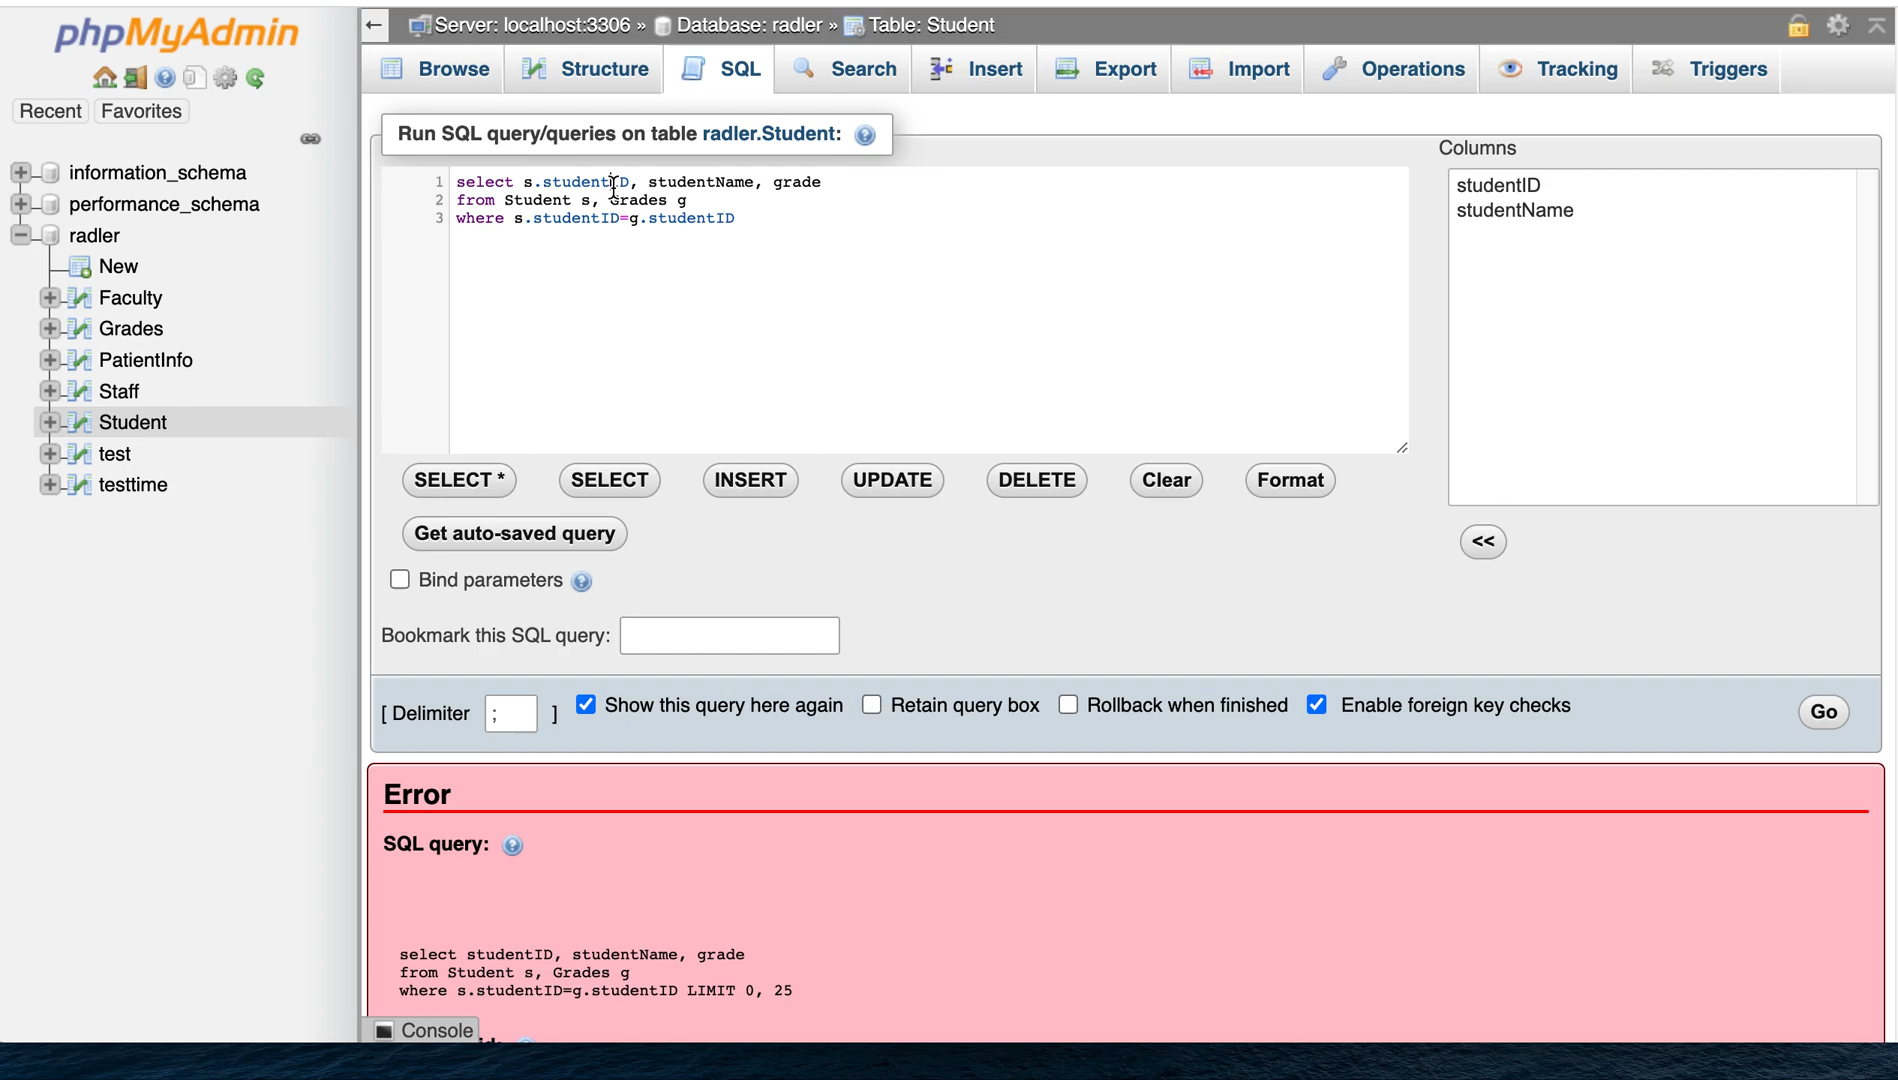 phpMyAdmin
Recent
Favorites
information_schema
performance_schema
radler
New
Faculty
Grades
PatientInfo
Staff
Student
test
testtime
Server: localhost:3306 » Database: radler » Table: Student
Browse
Structure
SQL
Search
Insert
Export
Import
Operations
Tracking
Triggers
Run SQL query/queries on table radler.Student:
1 select s.studentID, studentName, grade
2 from Student s, Grades g
3 where s.studentID=g.studentID
Columns
studentID
studentName
SELECT *
SELECT
INSERT
UPDATE
DELETE
Clear
Format
Get auto-saved query
<<
Bind parameters
Bookmark this SQL query:
[ Delimiter ; ]
Show this query here again
Retain query box
Rollback when finished
Enable foreign key checks
Go
Error
SQL query:
select studentID, studentName, grade
from Student s, Grades g
where s.studentID=g.studentID LIMIT 0, 25
Console